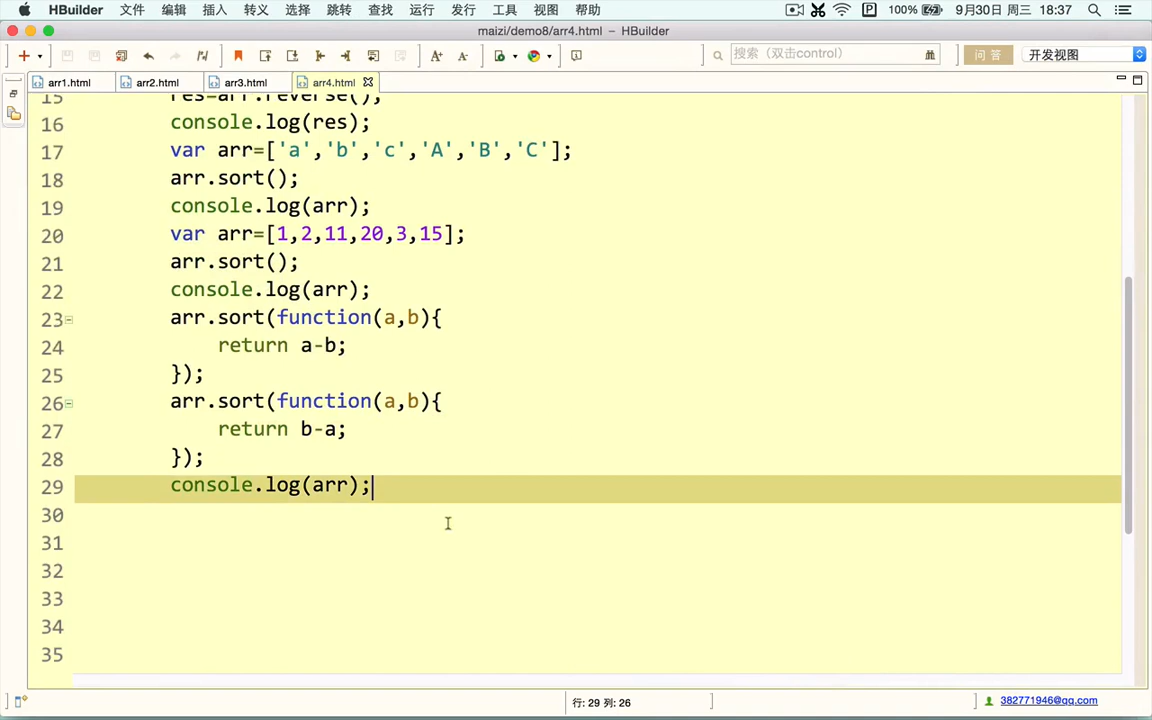 HBuilder 文件 编辑 插入 转义 选择 跳转 查找 运行 发行 工具 视图 帮助 P 100% 9月30日 周三 18:37
maizi/demo8/arr4.html – HBuilder
搜索（双击control） 问 答 开发视图
arr1.html arr2.html arr3.html arr4.html
15 res=arr.reverse();
16 console.log(res);
17 var arr=['a','b','c','A','B','C'];
18 arr.sort();
19 console.log(arr);
20 var arr=[1,2,11,20,3,15];
21 arr.sort();
22 console.log(arr);
23 arr.sort(function(a,b){
24 return a-b;
25 });
26 arr.sort(function(a,b){
27 return b-a;
28 });
29 console.log(arr);
30
31
32
33
34
35
行: 29 列: 26 382771946@qq.com